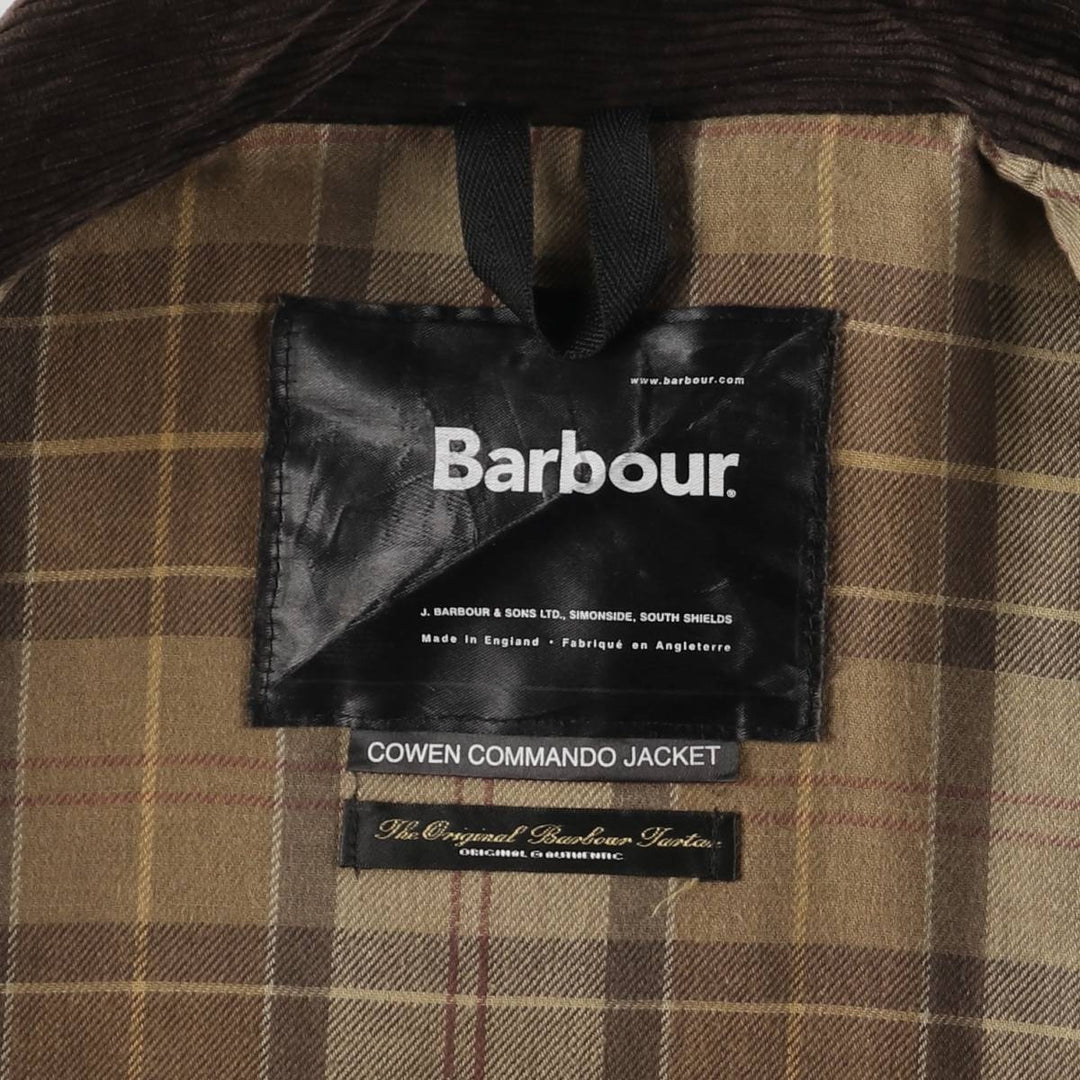 www.barbour.com
Barbour®
J. BARBOUR & SONS LTD., SIMONSIDE, SOUTH SHIELDS
Made in England • Fabriqué en Angleterre
COWEN COMMANDO JACKET
The Original Barbour Tartan
ORIGINAL & AUTHENTIC